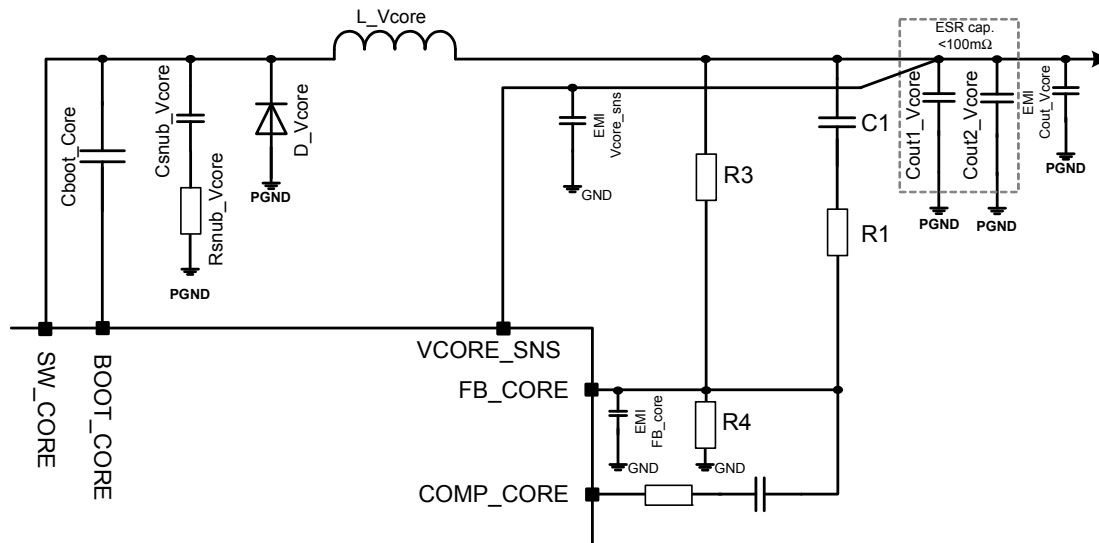 L_Vcore
ESR cap.
<100mΩ
Cboot_Core
Csnub_Vcore
Rsnub_Vcore
PGND
D_Vcore
PGND
EMI
Vcore_sns
GND
R3
C1
R1
Cout1_Vcore
PGND
Cout2_Vcore
PGND
EMI
Cout_Vcore
PGND
SW_CORE
BOOT_CORE
VCORE_SNS
FB_CORE
EMI
FB_core
GND
R4
GND
COMP_CORE